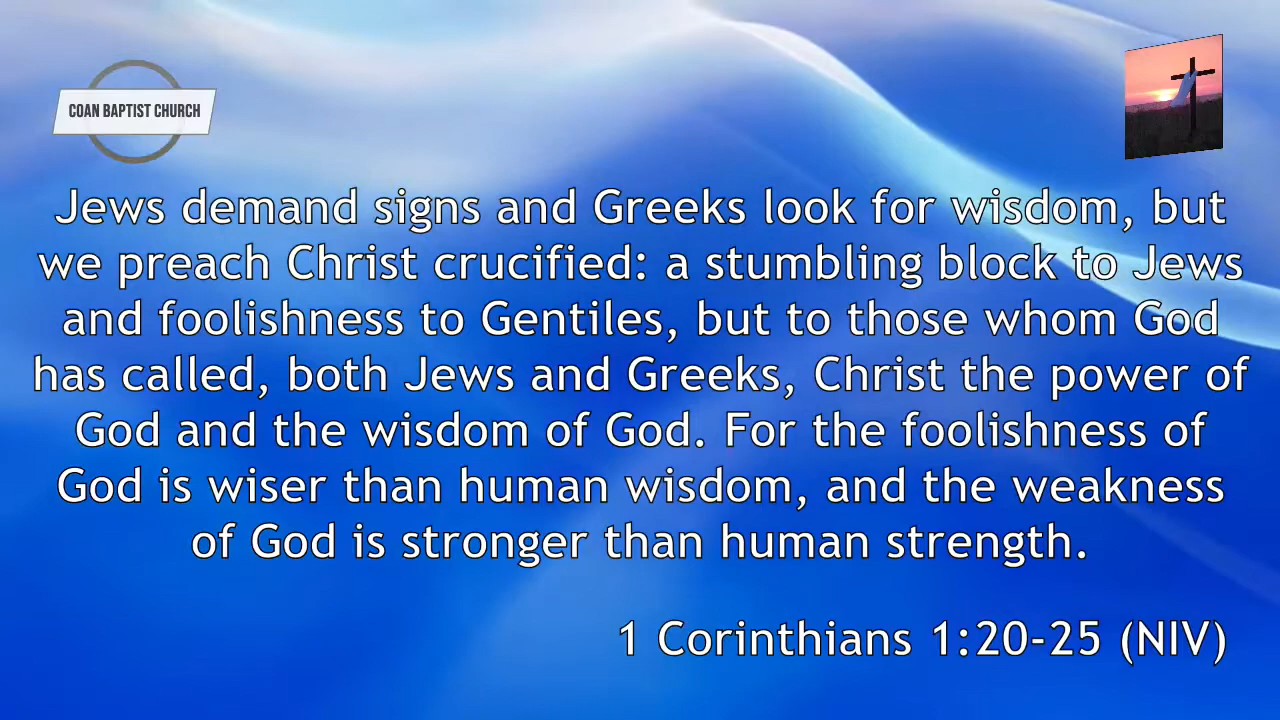 COAN BAPTIST CHURCH
Jews demand signs and Greeks look for wisdom, but
we preach Christ crucified: a stumbling block to Jews
and foolishness to Gentiles, but to those whom God
has called, both Jews and Greeks, Christ the power of
God and the wisdom of God. For the foolishness of
God is wiser than human wisdom, and the weakness
of God is stronger than human strength.
1 Corinthians 1:20-25 (NIV)